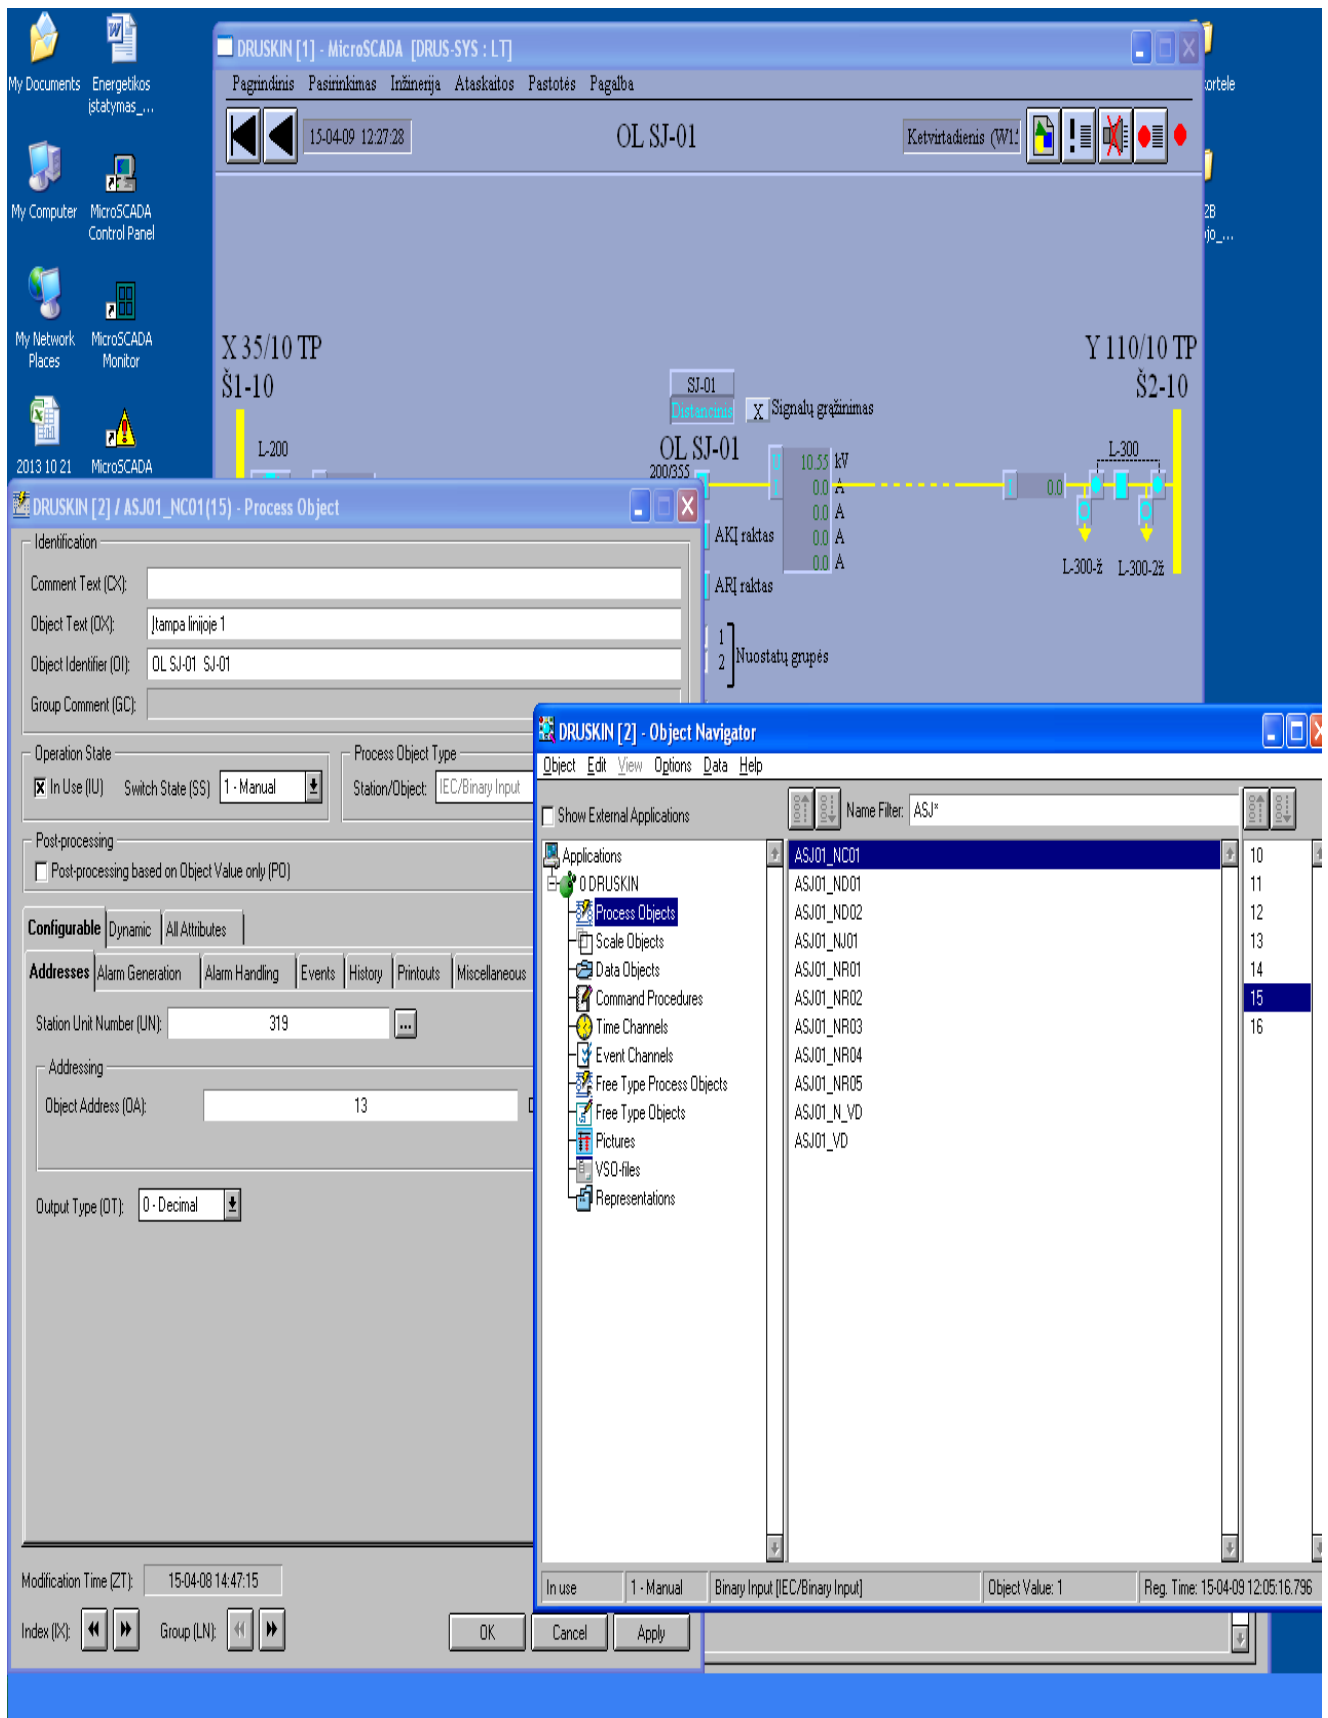 My Documents
Energetikos
įstatymas_...
My Computer
MicroSCADA
Control Panel
My Network
Places
MicroSCADA
Monitor
2013 10 21
MicroSCADA
DRUSKIN [1] - MicroSCADA [DRUS-SYS : LT]
Pagrindinis Pasirinkimas Inžinerija Ataskaitos Pastotės Pagalba
15-04-09 12:27:28
OL SJ-01
Ketvirtadienis (W1
X 35/10 TP
Š1-10
Y 110/10 TP
Š2-10
SJ-01
Distancinis
X Signalų grąžinimas
L-200
OL SJ-01
200/355
L-300
U 10.55 kV
I 0.0 A
0.0 A
0.0 A
0.0 A
I 0.0
AKĮ raktas
ARĮ raktas
L-300-ž L-300-2ž
1
2
Nuostatų grupės
DRUSKIN [2] / ASJ01_NC01(15) - Process Object
Identification
Comment Text (CX):
Object Text (OX): Įtampa linijoje 1
Object Identifier (OI): OL SJ-01 SJ-01
Group Comment (GC):
Operation State
In Use (IU) Switch State (SS) 1 - Manual
Process Object Type
Station/Object: IEC/Binary Input
Post-processing
Post-processing based on Object Value only (PO)
Configurable Dynamic All Attributes
Addresses Alarm Generation Alarm Handling Events History Printouts Miscellaneous
Station Unit Number (UN): 319 ...
Addressing
Object Address (OA): 13
Output Type (OT): 0 - Decimal
Modification Time (ZT): 15-04-08 14:47:15
Index (IX): Group (LN):
OK Cancel Apply
DRUSKIN [2] - Object Navigator
Object Edit View Options Data Help
Show External Applications
Name Filter: ASJ*
Applications
0 DRUSKIN
Process Objects
Scale Objects
Data Objects
Command Procedures
Time Channels
Event Channels
Free Type Process Objects
Free Type Objects
Pictures
VSO-files
Representations
ASJ01_NC01
ASJ01_ND01
ASJ01_ND02
ASJ01_NJ01
ASJ01_NR01
ASJ01_NR02
ASJ01_NR03
ASJ01_NR04
ASJ01_NR05
ASJ01_N_VD
ASJ01_VD
10
11
12
13
14
15
16
In use 1 - Manual Binary Input [IEC/Binary Input] Object Value: 1 Reg. Time: 15-04-09 12:05:16.796